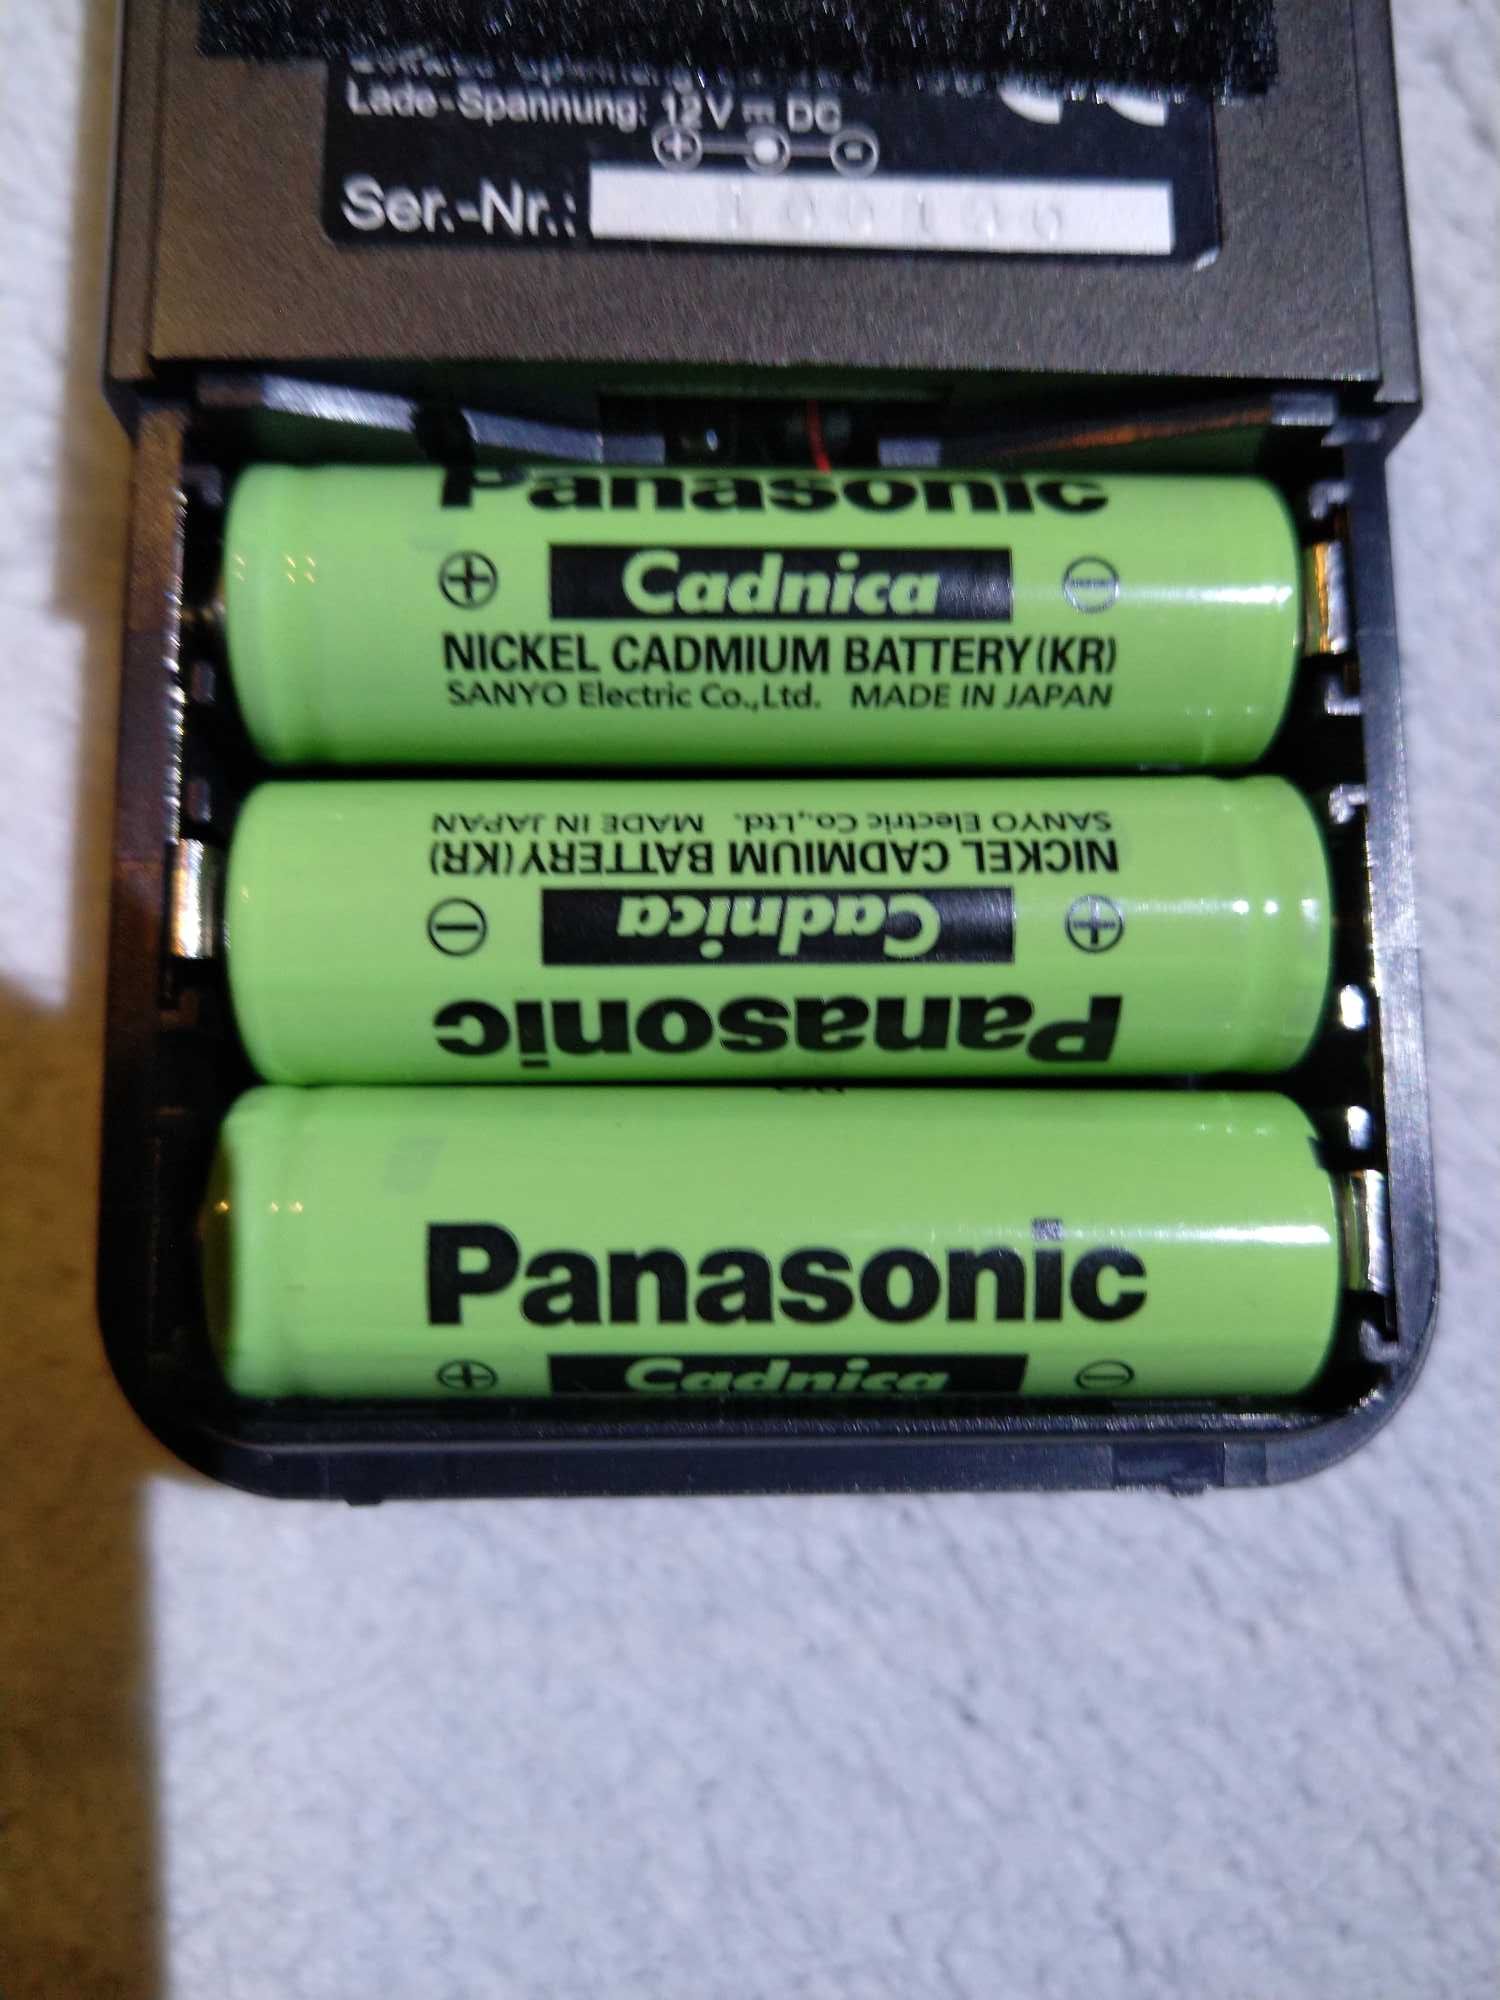 Lade-Spannung: 12V ⎓ DC
+ -
Ser.-Nr.:
Panasonic
+ Cadnica -
NICKEL CADMIUM BATTERY(KR)
SANYO Electric Co.,Ltd. MADE IN JAPAN
Panasonic
+ Cadnica -
NICKEL CADMIUM BATTERY(KR)
SANYO Electric Co.,Ltd. MADE IN JAPAN
Panasonic
+ Cadnica -